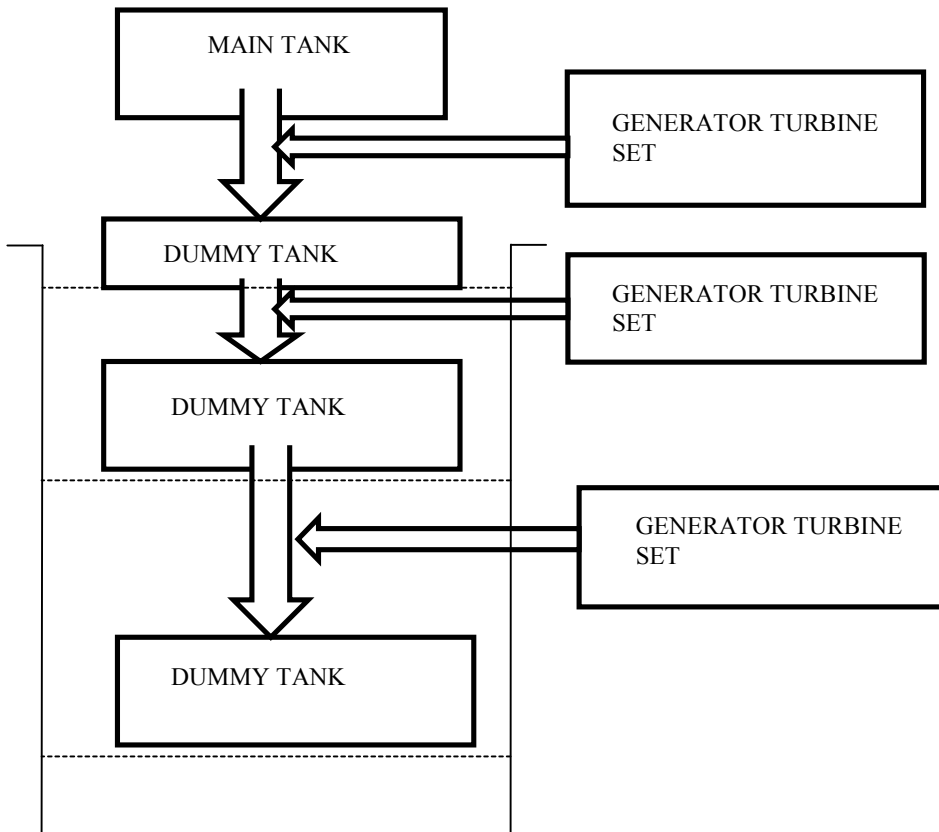 MAIN TANK
GENERATOR TURBINE
SET
DUMMY TANK
GENERATOR TURBINE
SET
DUMMY TANK
GENERATOR TURBINE
SET
DUMMY TANK